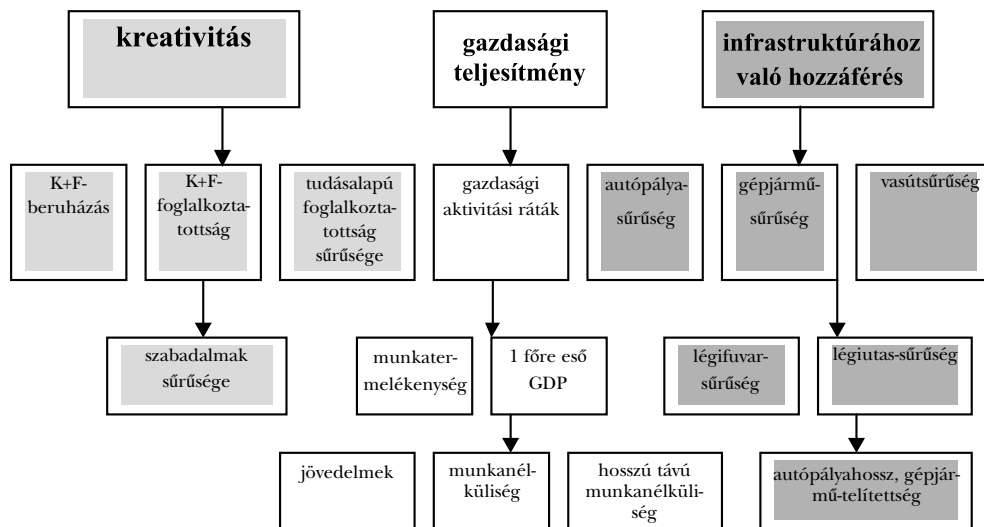 kreativitás
gazdasági
teljesítmény
infrastruktúrához
való hozzáférés
K+F-
beruházás
K+F-
foglalkozta-
tottság
tudásalapú
foglalkozta-
tottság
sűrűsége
gazdasági
aktivitási ráták
autópálya-
sűrűség
gépjármű-
sűrűség
vasútsűrűség
szabadalmak
sűrűsége
munkater-
melékenység
1 főre eső
GDP
légifuvar-
sűrűség
légiutas-sűrűség
jövedelmek
munkanél-
küliség
hosszú távú
munkanélküli-
ség
autópályahossz, gépjár-
mű-telítettség